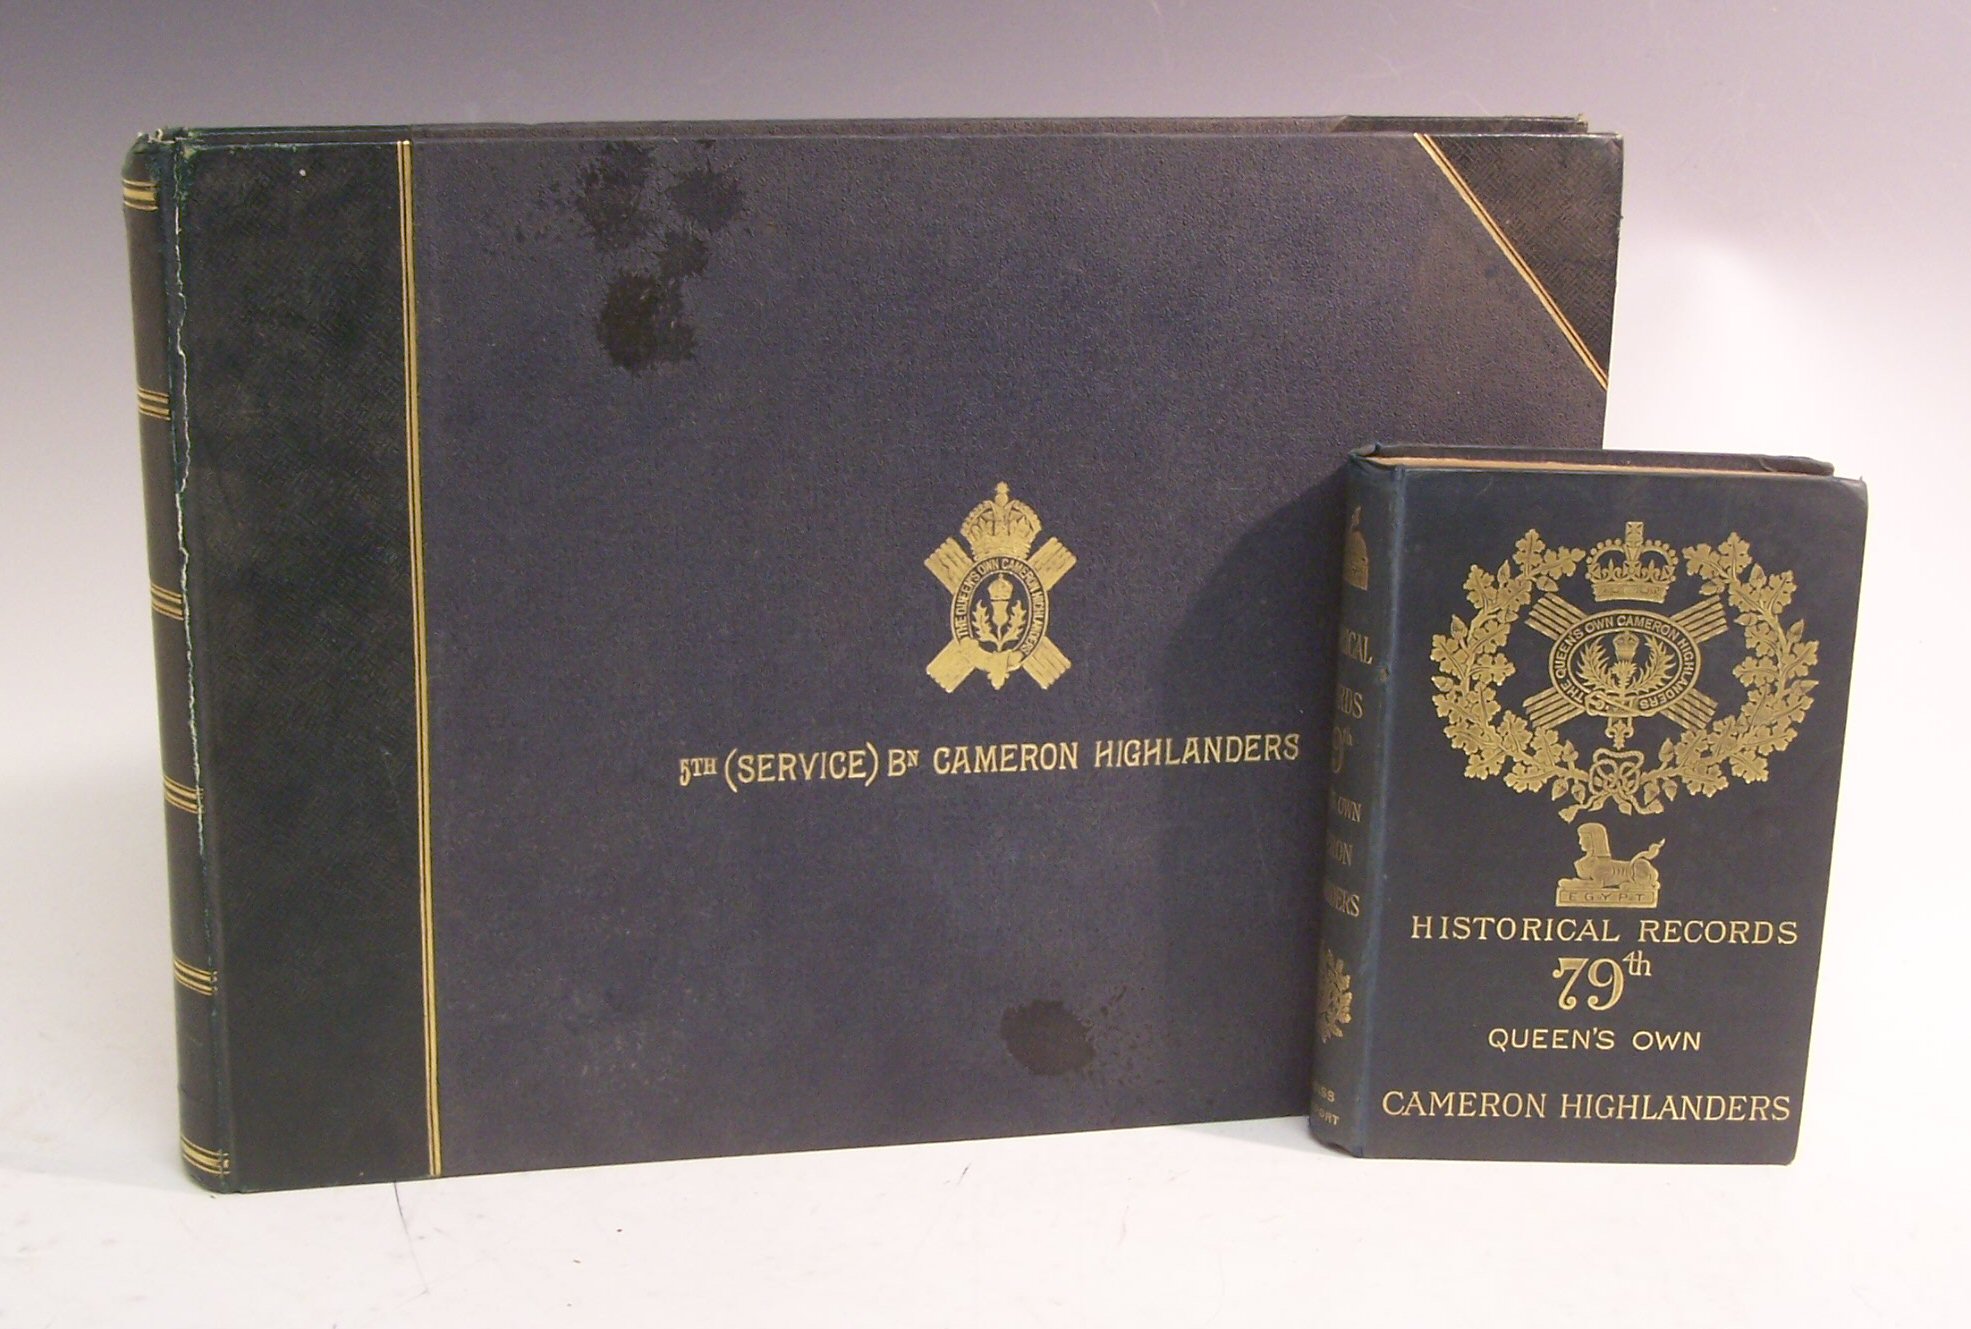 THE QUEEN'S OWN CAMERON HIGHLANDERS
5TH (SERVICE) BN CAMERON HIGHLANDERS
THE QUEEN'S OWN CAMERON HIGHLANDERS
EGYPT
HISTORICAL RECORDS
79th
QUEEN'S OWN
CAMERON HIGHLANDERS
OWN